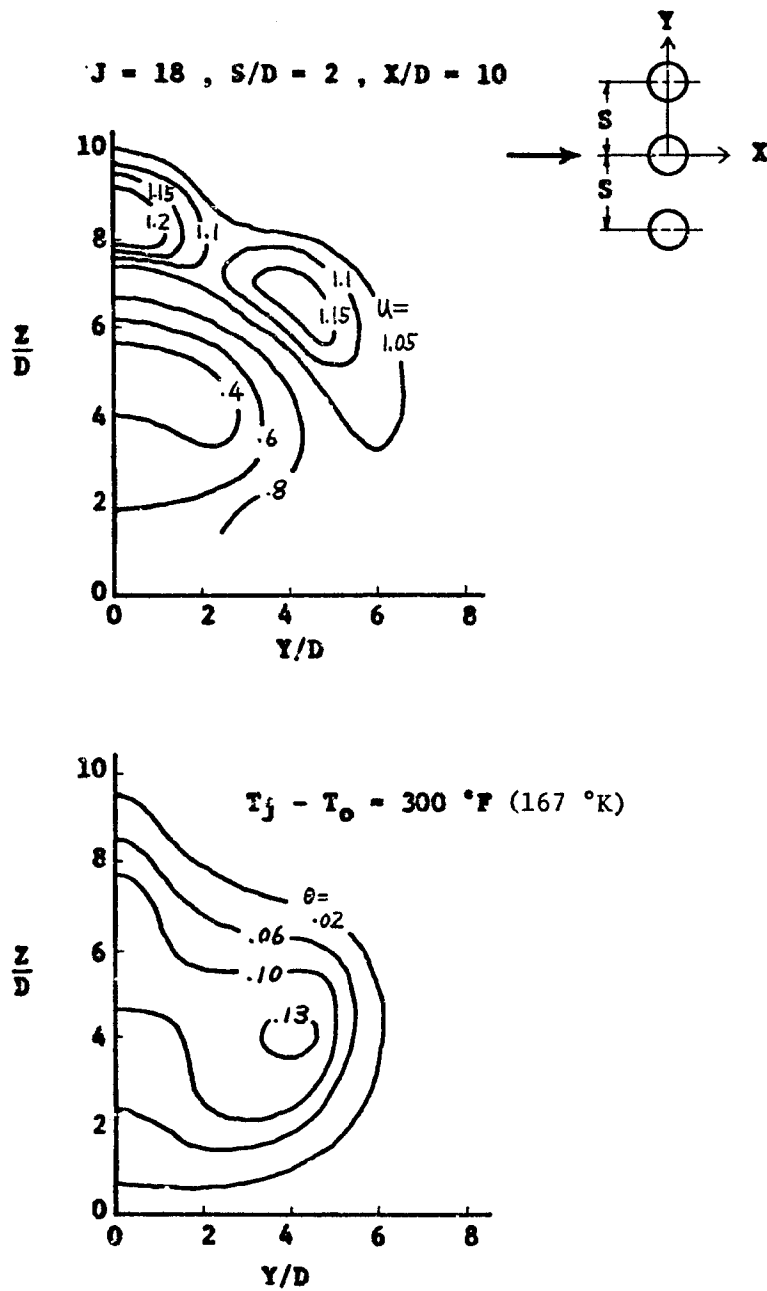 J = 18 , S/D = 2 , X/D = 10
Y
S
X
S
10
8
6
4
2
0
Z/D
1.15
1.2
1.1
1.1
1.15
U=
1.05
.4
.6
.8
0 2 4 6 8
Y/D
Tj - To = 300 °F (167 °K)
10
8
6
4
2
0
Z/D
θ=
.02
.06
.10
.13
0 2 4 6 8
Y/D